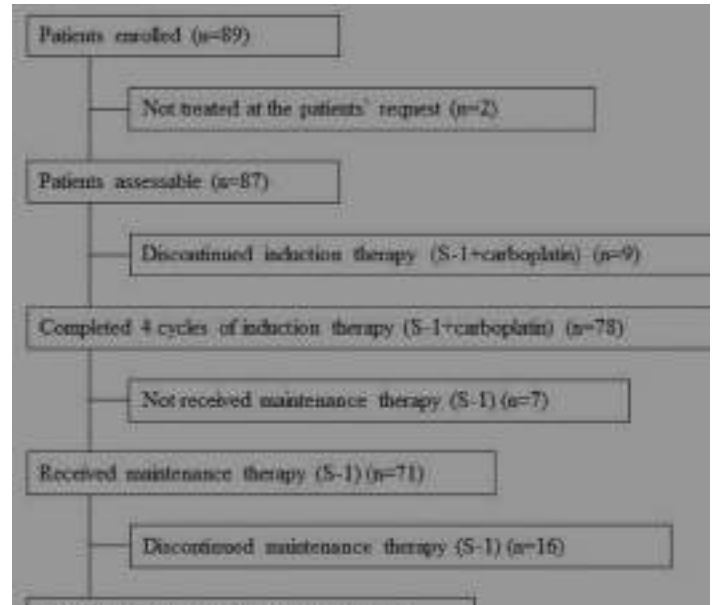 Patients enrolled (n=89)
Not treated at the patients' request (n=2)
Patients assessable (n=87)
Discontinued induction therapy (S-1+carboplatin) (n=9)
Completed 4 cycles of induction therapy (S-1+carboplatin) (n=78)
Not received maintenance therapy (S-1) (n=7)
Received maintenance therapy (S-1) (n=71)
Discontinued maintenance therapy (S-1) (n=16)